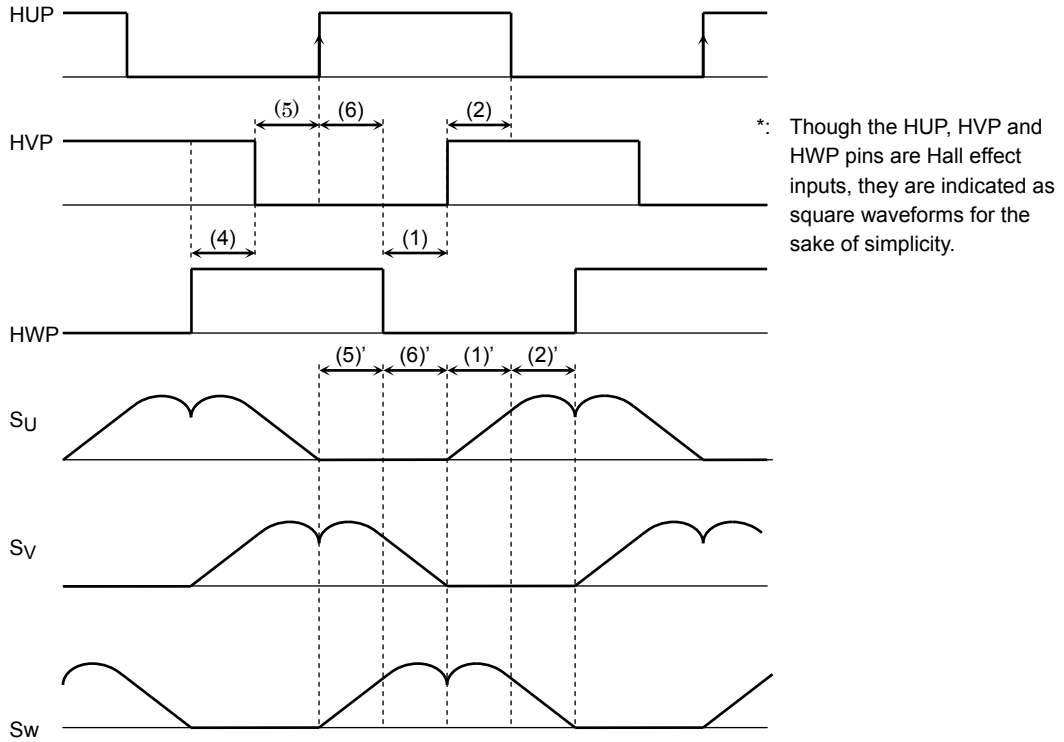 HUP
(5)
(6)
(2)
HVP
*: Though the HUP, HVP and
HWP pins are Hall effect
inputs, they are indicated as
square waveforms for the
sake of simplicity.
(4)
(1)
HWP
(5)’
(6)’
(1)’
(2)’
SU
SV
Sw